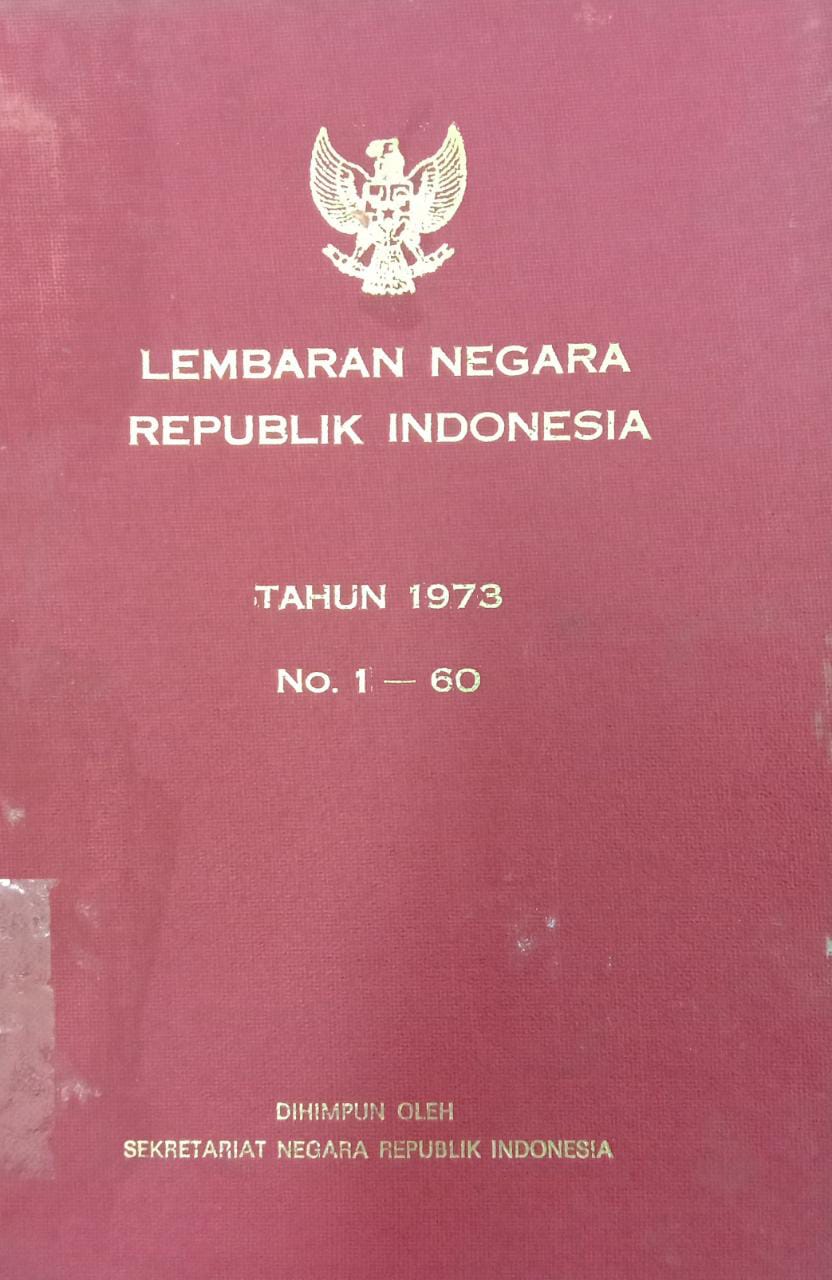 LEMBARAN NEGARA
REPUBLIK INDONESIA
TAHUN 1973
No. 1 — 60
DIHIMPUN OLEH
SEKRETARIAT NEGARA REPUBLIK INDONESIA